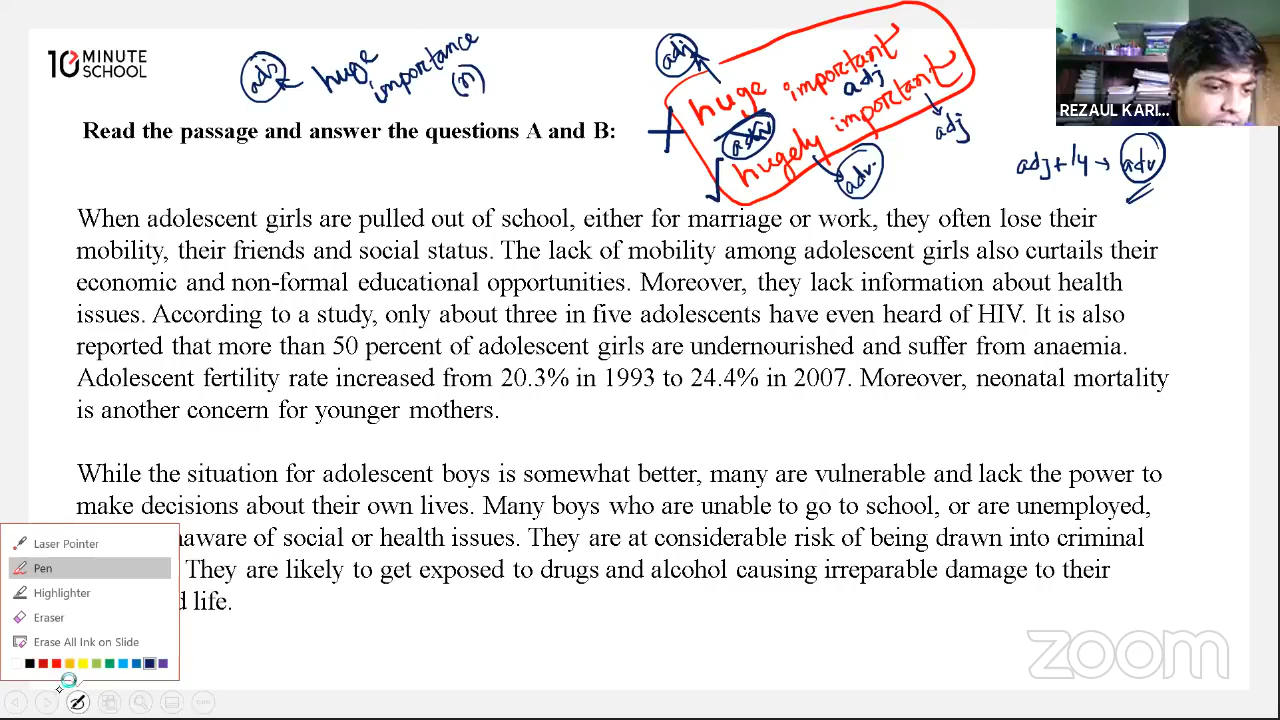 10 MINUTE
SCHOOL
adj
huge
importance
(n)
adj
huge important
adj
adv
hugely important
adv.
adj
adj + ly → adv
REZAUL KARI...
Read the passage and answer the questions A and B:
When adolescent girls are pulled out of school, either for marriage or work, they often lose their
mobility, their friends and social status. The lack of mobility among adolescent girls also curtails their
economic and non-formal educational opportunities. Moreover, they lack information about health
issues. According to a study, only about three in five adolescents have even heard of HIV. It is also
reported that more than 50 percent of adolescent girls are undernourished and suffer from anaemia.
Adolescent fertility rate increased from 20.3% in 1993 to 24.4% in 2007. Moreover, neonatal mortality
is another concern for younger mothers.
While the situation for adolescent boys is somewhat better, many are vulnerable and lack the power to
make decisions about their own lives. Many boys who are unable to go to school, or are unemployed,
naware of social or health issues. They are at considerable risk of being drawn into criminal
They are likely to get exposed to drugs and alcohol causing irreparable damage to their
d life.
Laser Pointer
Pen
Highlighter
Eraser
Erase All Ink on Slide
zoom